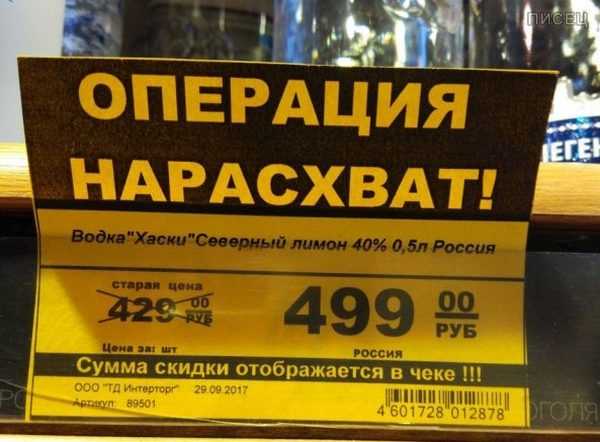 ПИСЕЦ
ОПЕРАЦИЯ
НАРАСХВАТ!
ЛЕГЕН
Водка"Хаски"Северный лимон 40% 0,5л Россия
старая цена
429 00 РУБ
499 00 РУБ
Цена за: шт
РОССИЯ
Сумма скидки отображается в чеке !!!
ООО "ТД Интерторг" 29.09.2017
Артикул: 89501
4 601728 012878